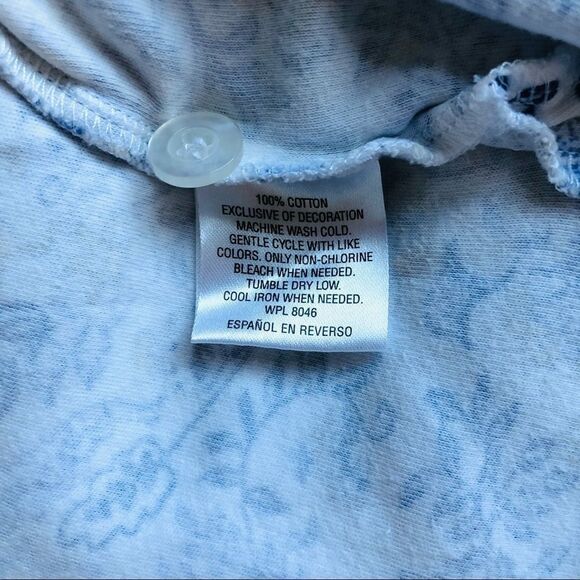 100% COTTON
EXCLUSIVE OF DECORATION
MACHINE WASH COLD.
GENTLE CYCLE WITH LIKE
COLORS. ONLY NON-CHLORINE
BLEACH WHEN NEEDED.
TUMBLE DRY LOW.
COOL IRON WHEN NEEDED.
WPL 8046
ESPAÑOL EN REVERSO